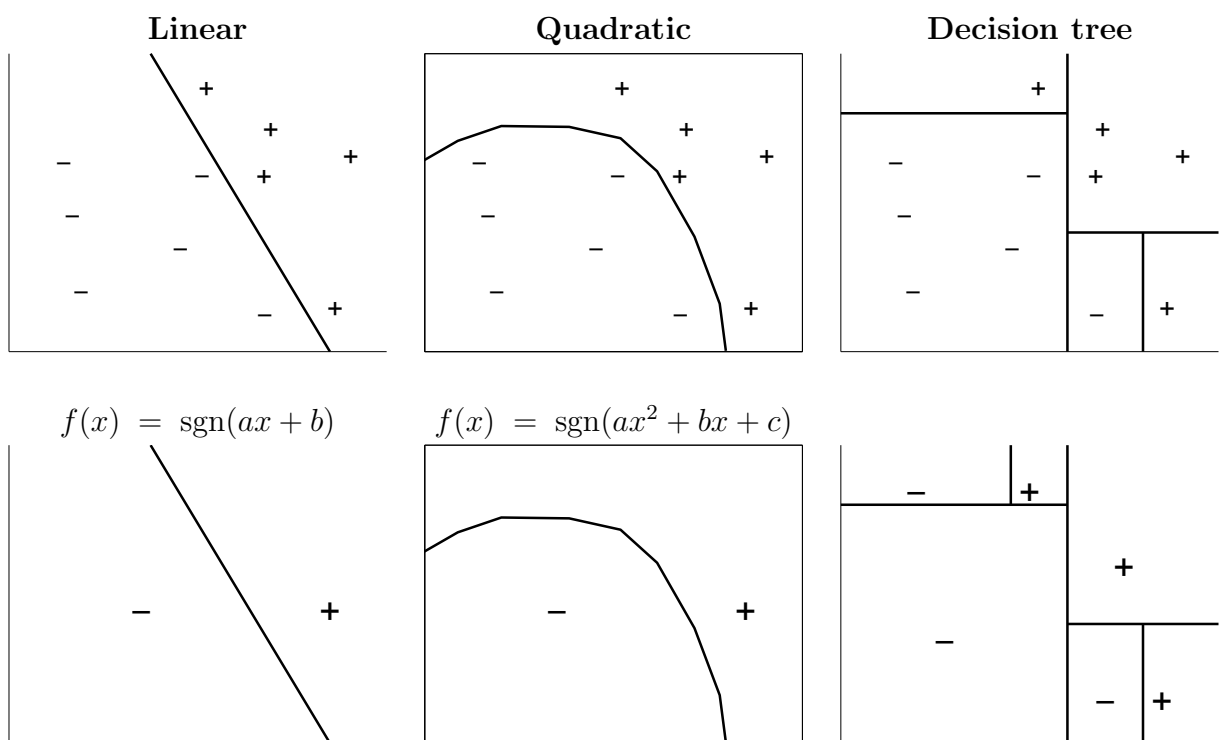 Linear Quadratic Decision tree
f(x) = sgn(ax + b) f(x) = sgn(ax² + bx + c)